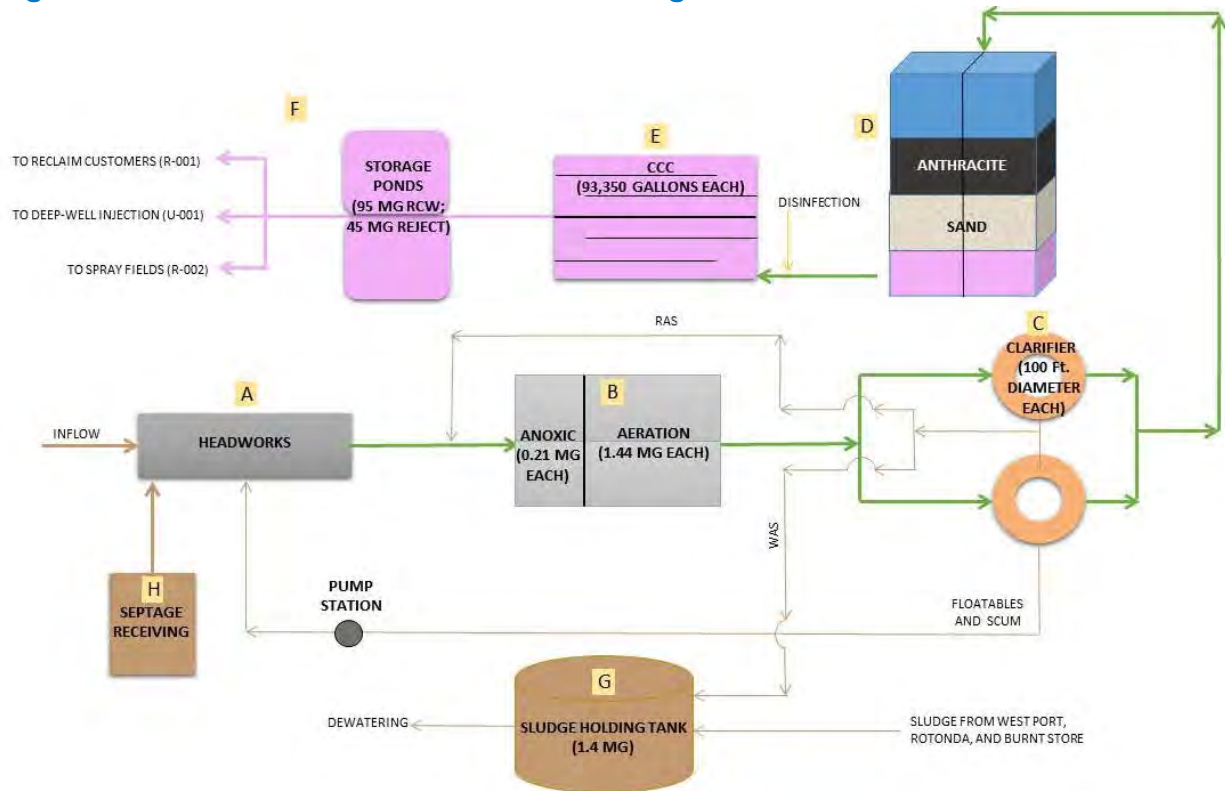 F
TO RECLAIM CUSTOMERS (R-001)
TO DEEP-WELL INJECTION (U-001)
TO SPRAY FIELDS (R-002)
STORAGE
PONDS
(95 MG RCW;
45 MG REJECT)
E
CCC
(93,350 GALLONS EACH)
DISINFECTION
D
ANTHRACITE
SAND
RAS
C
CLARIFIER
(100 Ft.
DIAMETER
EACH)
A
INFLOW
HEADWORKS
B
ANOXIC
(0.21 MG
EACH)
AERATION
(1.44 MG EACH)
WAS
H
SEPTAGE
RECEIVING
PUMP
STATION
FLOATABLES
AND SCUM
G
DEWATERING
SLUDGE HOLDING TANK
(1.4 MG)
SLUDGE FROM WEST PORT,
ROTONDA, AND BURNT STORE